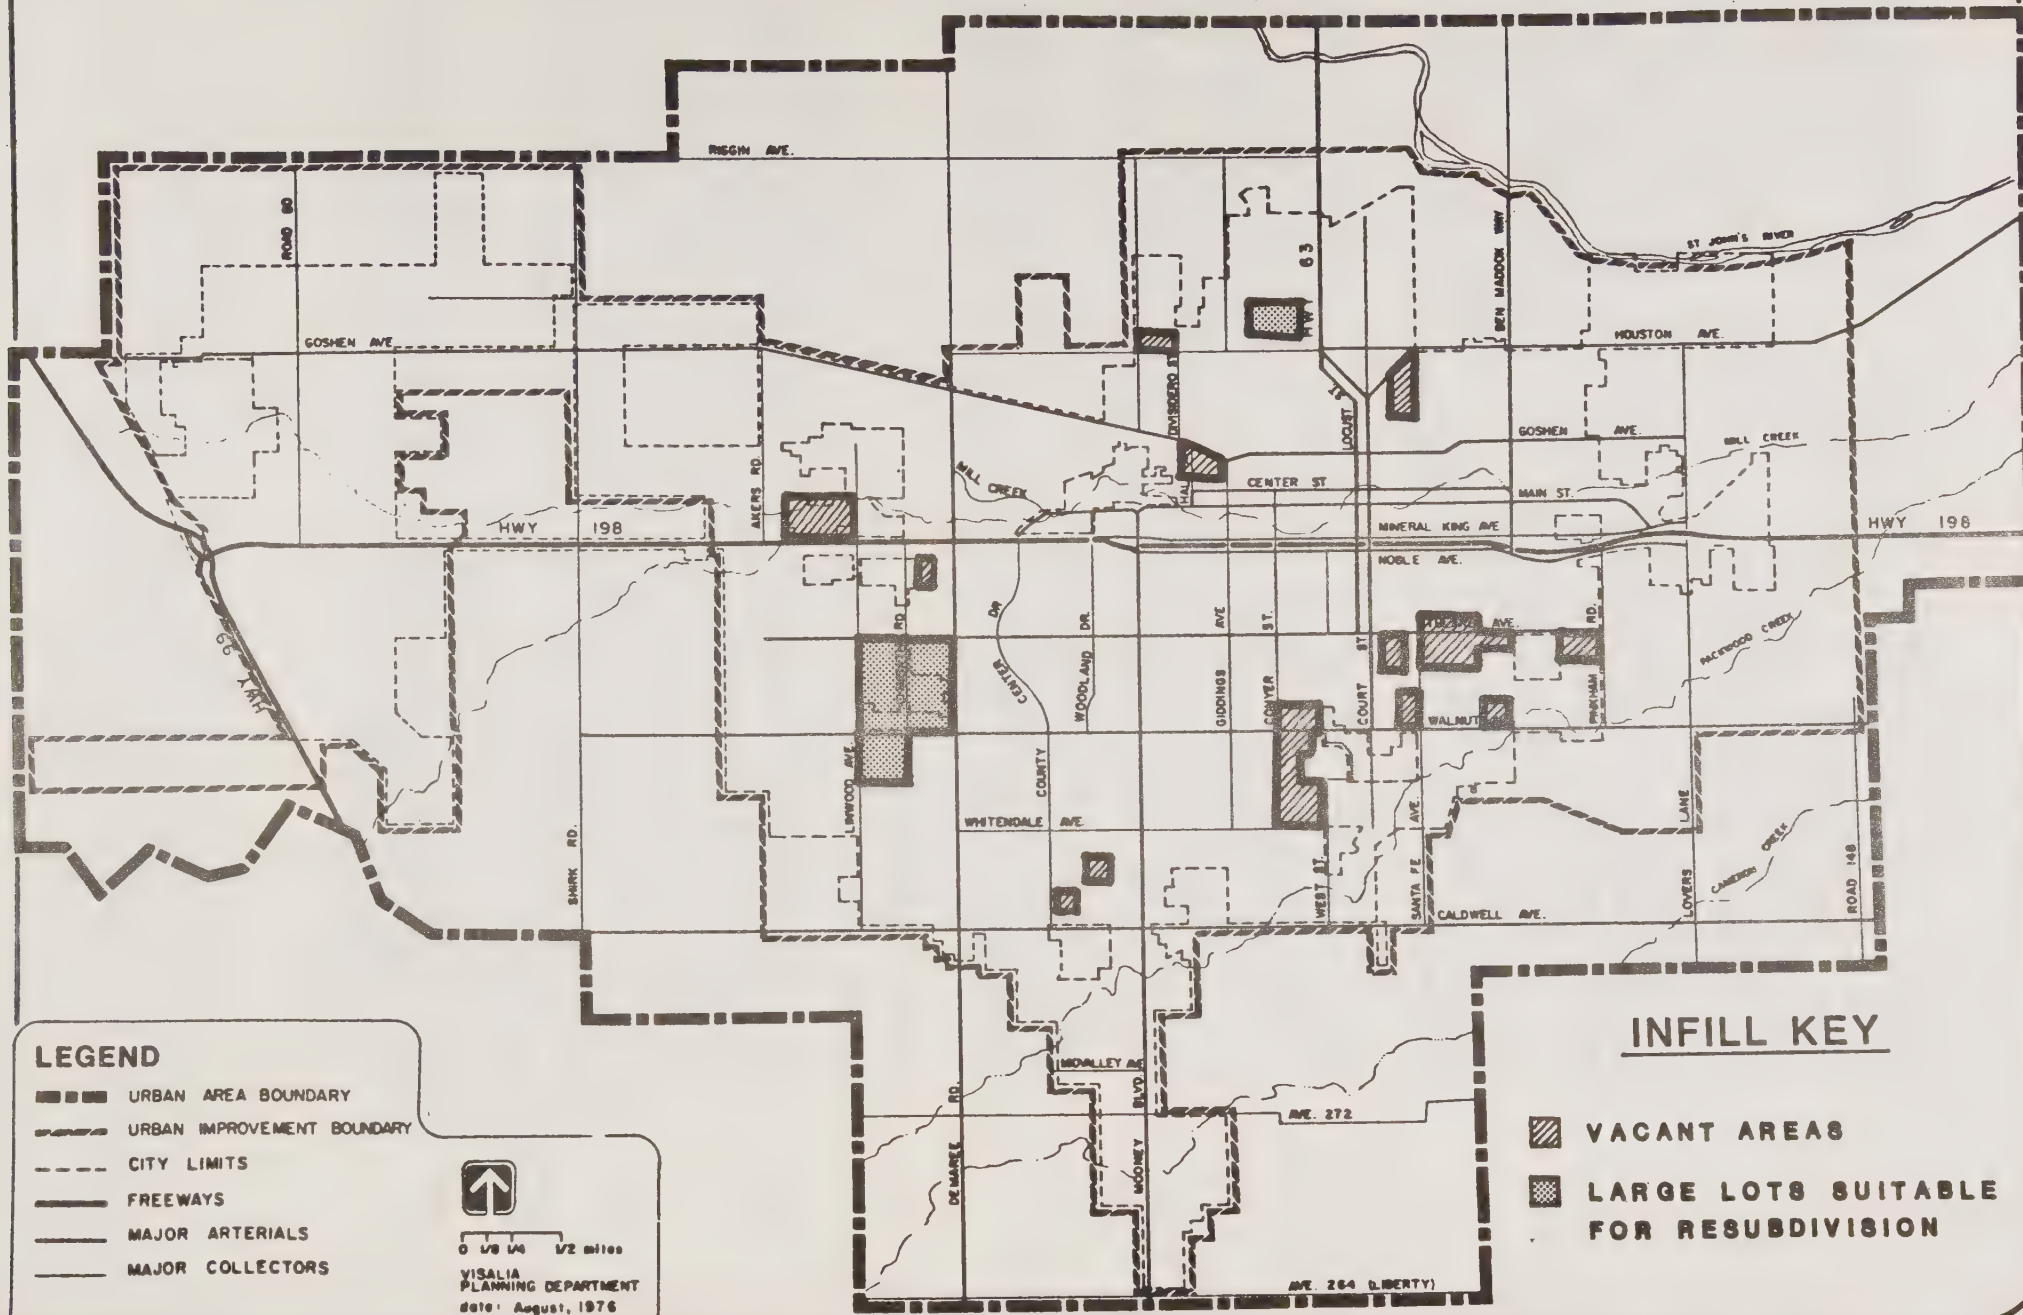 RIGGIN AVE.
ROAD 80
63
HWY
BEN MADDOX WAY
ST JOHN'S RIVER
GOSHEN AVE
HOUSTON AVE.
DIVISIDERO ST
LOCUST
ST
GOSHEN AVE.
MILL CREEK
AKERS RD.
MILL CREEK
CENTER ST
MAIN ST.
HWY 198
MINERAL KING AVE
HWY 198
NOBLE AVE.
HWY 99
RD
COUNTY CENTER DR
WOODLAND DR.
GIDDINGS AVE
CONYER ST.
COURT ST
AVE.
PINKHAM RD.
PACKWOOD CREEK
WALNUT
LINWOOD AVE.
WHITENDALE AVE.
SHIRK RD.
WEST ST.
SANTA FE AVE.
LOVERS LANE
CAMERON CREEK
ROAD 148
CALDWELL AVE.
MIDVALLEY AVE
DEMAREE RD.
MOONEY BLVD.
AVE. 272
AVE. 264 (LIBERTY)
LEGEND
URBAN AREA BOUNDARY
URBAN IMPROVEMENT BOUNDARY
CITY LIMITS
FREEWAYS
MAJOR ARTERIALS
MAJOR COLLECTORS
0 1/8 1/4 1/2 miles
VISALIA
PLANNING DEPARTMENT
date: August, 1976
INFILL KEY
VACANT AREAS
LARGE LOTS SUITABLE
FOR RESUBDIVISION